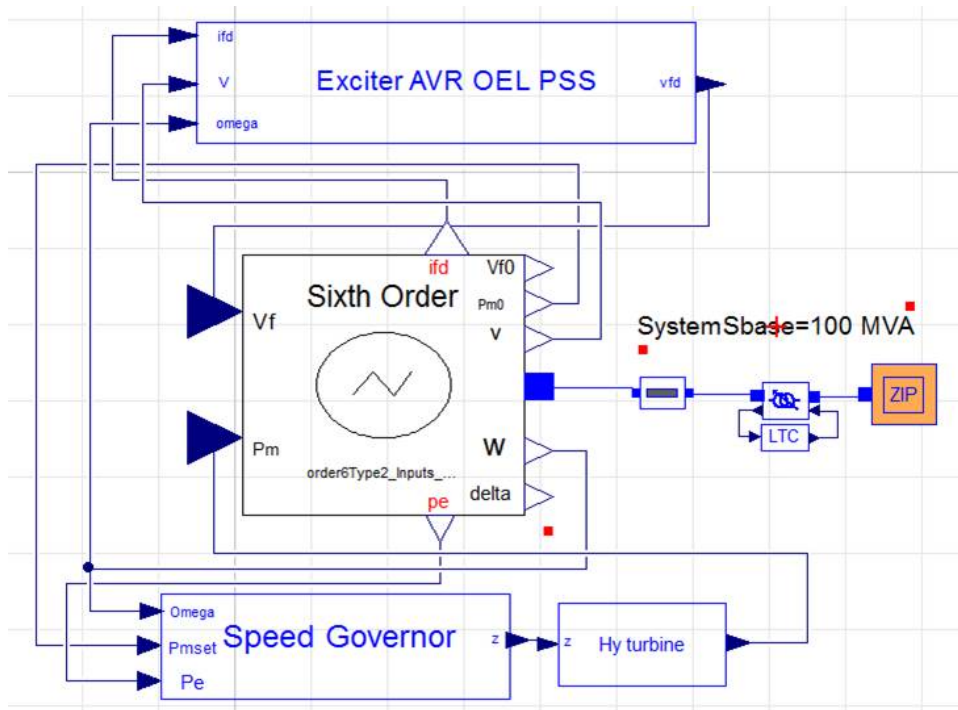 ifd
Exciter AVR OEL PSS
V
vfd
omega
ifd
Vf0
Sixth Order
Pm0
Vf
v
SystemSbase=100 MVA
ZIP
LTC
Pm
W
order6Type2_Inputs_...
delta
pe
Omega
Speed Governor
z
z
Hy turbine
Pmset
Pe